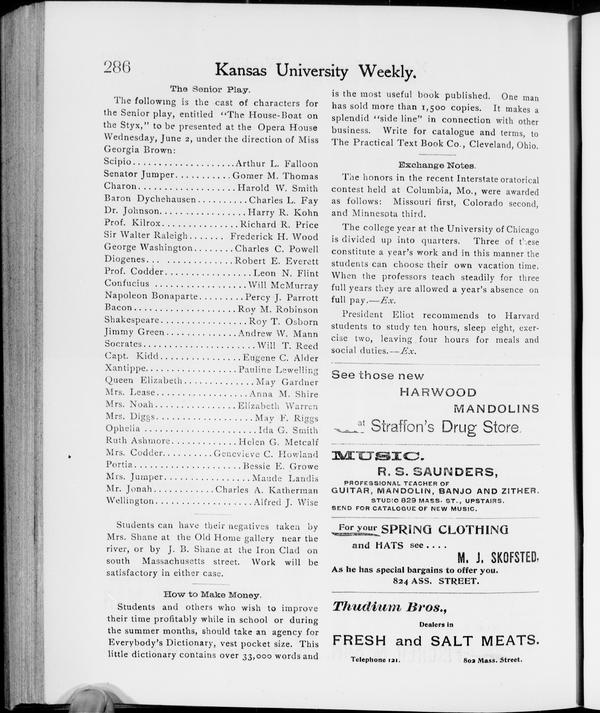 286
Kansas University Weekly.
The Senior Play.
The following is the cast of characters for
the Senior play, entitled "The House-Boat on
the Styx," to be presented at the Opera House
Wednesday, June 2, under the direction of Miss
Georgia Brown:
Scipio....................Arthur L. Falloon
Senator Jumper...........Gomer M. Thomas
Charon...................Harold W. Smith
Baron Dychehausen..........Charles L. Fay
Dr. Johnson.................Harry R. Kohn
Prof. Kilrox...............Richard R. Price
Sir Walter Raleigh....... Frederick H. Wood
George Washington........Charles C. Powell
Diogenes... .............Robert E. Everett
Prof. Codder.................Leon N. Flint
Confucius ..................Will McMurray
Napoleon Bonaparte.........Percy J. Parrott
Bacon....................Roy M. Robinson
Shakespeare.................Roy T. Osborn
Jimmy Green..............Andrew W. Mann
Socrates......................Will T. Reed
Capt. Kidd................Eugene C. Alder
Xantippe..................Pauline Lewelling
Queen Elizabeth..............May Gardner
Mrs. Lease..................Anna M. Shire
Mrs. Noah................Elizabeth Warren
Mrs. Diggs...................May F. Riggs
Ophelia ......................Ida G. Smith
Ruth Ashmore.............Helen G. Metcalf
Mrs. Codder..........Genevieve C. Howland
Portia.....................Bessie E. Growe
Mrs. Jumper.................Maude Landis
Mr. Jonah............Charles A. Katherman
Wellington...................Alfred J. Wise
Students can have their negatives taken by
Mrs. Shane at the Old Home gallery near the
river, or by J. B. Shane at the Iron Clad on
south Massachusetts street. Work will be
satisfactory in either case.
How to Make Money.
Students and others who wish to improve
their time profitably while in school or during
the summer months, should take an agency for
Everybody's Dictionary, vest pocket size. This
little dictionary contains over 33,000 words and
is the most useful book published. One man
has sold more than 1,500 copies. It makes a
splendid "side line" in connection with other
business. Write for catalogue and terms, to
The Practical Text Book Co., Cleveland, Ohio.
Exchange Notes.
The honors in the recent Interstate oratorical
contest held at Columbia, Mo., were awarded
as follows: Missouri first, Colorado second,
and Minnesota third.
The college year at the University of Chicago
is divided up into quarters. Three of these
constitute a year's work and in this manner the
students can choose their own vacation time.
When the professors teach steadily for three
full years they are allowed a year's absence on
full pay.—Ex.
President Eliot recommends to Harvard
students to study ten hours, sleep eight, exer-
cise two, leaving four hours for meals and
social duties.—Ex.
See those new
HARWOOD
MANDOLINS
at Straffon's Drug Store.
MUSIC.
R. S. SAUNDERS,
PROFESSIONAL TEACHER OF
GUITAR, MANDOLIN, BANJO AND ZITHER.
STUDIO 829 MASS. ST., UPSTAIRS.
SEND FOR CATALOGUE OF NEW MUSIC.
For your SPRING CLOTHING
and HATS see....
M. J. SKOFSTED,
As he has special bargains to offer you.
824 ASS. STREET.
Thudium Bros.,
Dealers in
FRESH and SALT MEATS.
Telephone 121. 802 Mass. Street.